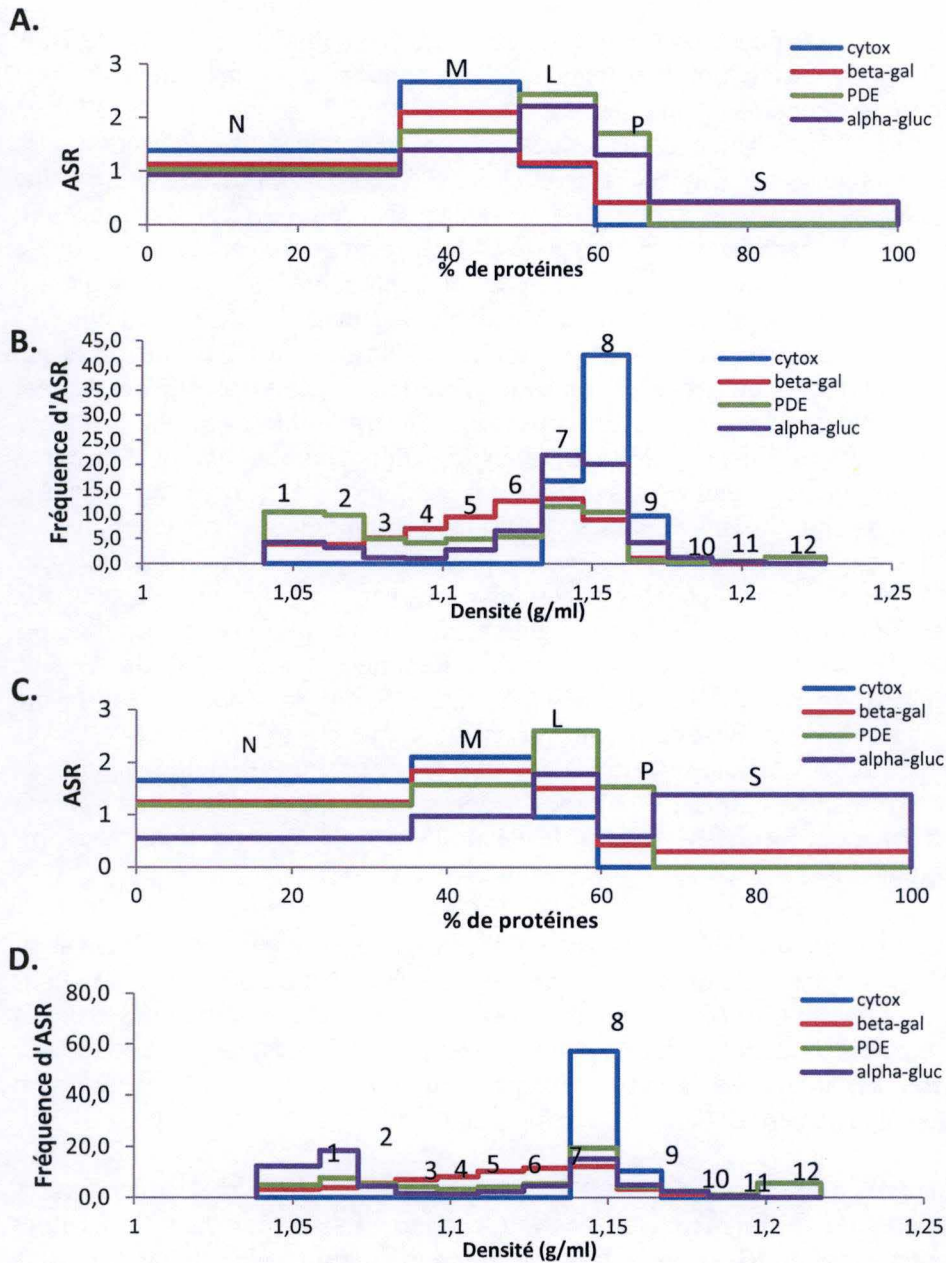 A.
cytox
beta-gal
PDE
alpha-gluc
3
2
1
0
ASR
N
M
L
P
S
0 20 40 60 80 100
% de protéines
B.
cytox
beta-gal
PDE
alpha-gluc
45,0
40,0
35,0
30,0
25,0
20,0
15,0
10,0
5,0
0,0
Fréquence d'ASR
1 2 3 4 5 6 7 8 9 10 11 12
1 1,05 1,1 1,15 1,2 1,25
Densité (g/ml)
C.
cytox
beta-gal
PDE
alpha-gluc
3
2
1
0
ASR
N
M
L
P
S
0 20 40 60 80 100
% de protéines
D.
cytox
beta-gal
PDE
alpha-gluc
80,0
60,0
40,0
20,0
0,0
Fréquence d'ASR
1 2 3 4 5 6 7 8 9 10 11 12
1 1,05 1,1 1,15 1,2 1,25
Densité (g/ml)